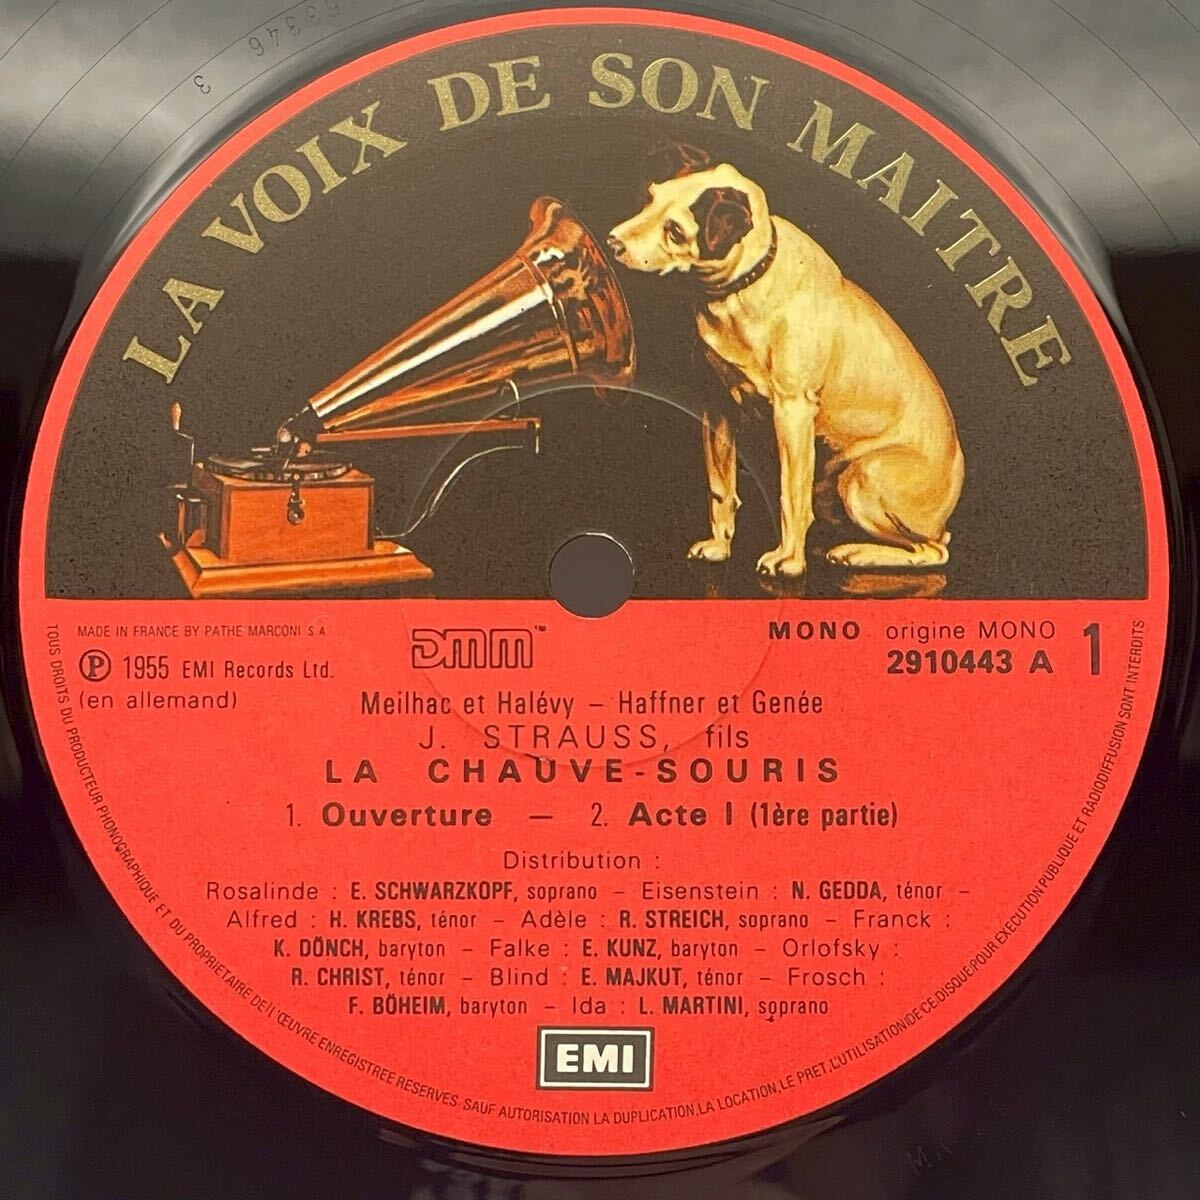 LA VOIX DE SON MAITRE
MADE IN FRANCE BY PATHE MARCONI S.A.
℗ 1955 EMI Records Ltd.
(en allemand)
DMM™
MONO origine MONO
2910443 A
1
Meilhac et Halévy – Haffner et Genée
J. STRAUSS, fils
LA CHAUVE-SOURIS
1. Ouverture – 2. Acte I (1ère partie)
Distribution :
Rosalinde : E. SCHWARZKOPF, soprano – Eisenstein : N. GEDDA, ténor –
Alfred : H. KREBS, ténor – Adèle : R. STREICH, soprano – Franck :
K. DÖNCH, baryton – Falke : E. KUNZ, baryton – Orlofsky :
R. CHRIST, ténor – Blind : E. MAJKUT, ténor – Frosch :
F. BÖHEIM, baryton – Ida : L. MARTINI, soprano
EMI
TOUS DROITS DU PRODUCTEUR PHONOGRAPHIQUE ET DU PROPRIETAIRE DE L'ŒUVRE ENREGISTREE RESERVES. SAUF AUTORISATION LA DUPLICATION, LA LOCATION, LE PRET, L'UTILISATION DE CE DISQUE POUR EXECUTION PUBLIQUE ET RADIODIFFUSION SONT INTERDITS